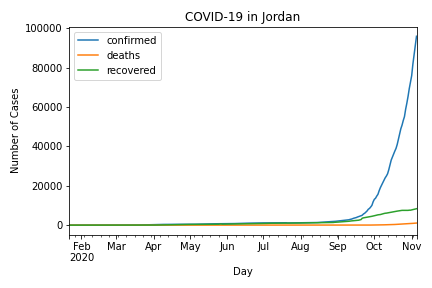 COVID-19 in Jordan
confirmed
deaths
recovered
100000
80000
60000
40000
20000
0
Number of Cases
Feb Mar Apr May Jun Jul Aug Sep Oct Nov
2020
Day